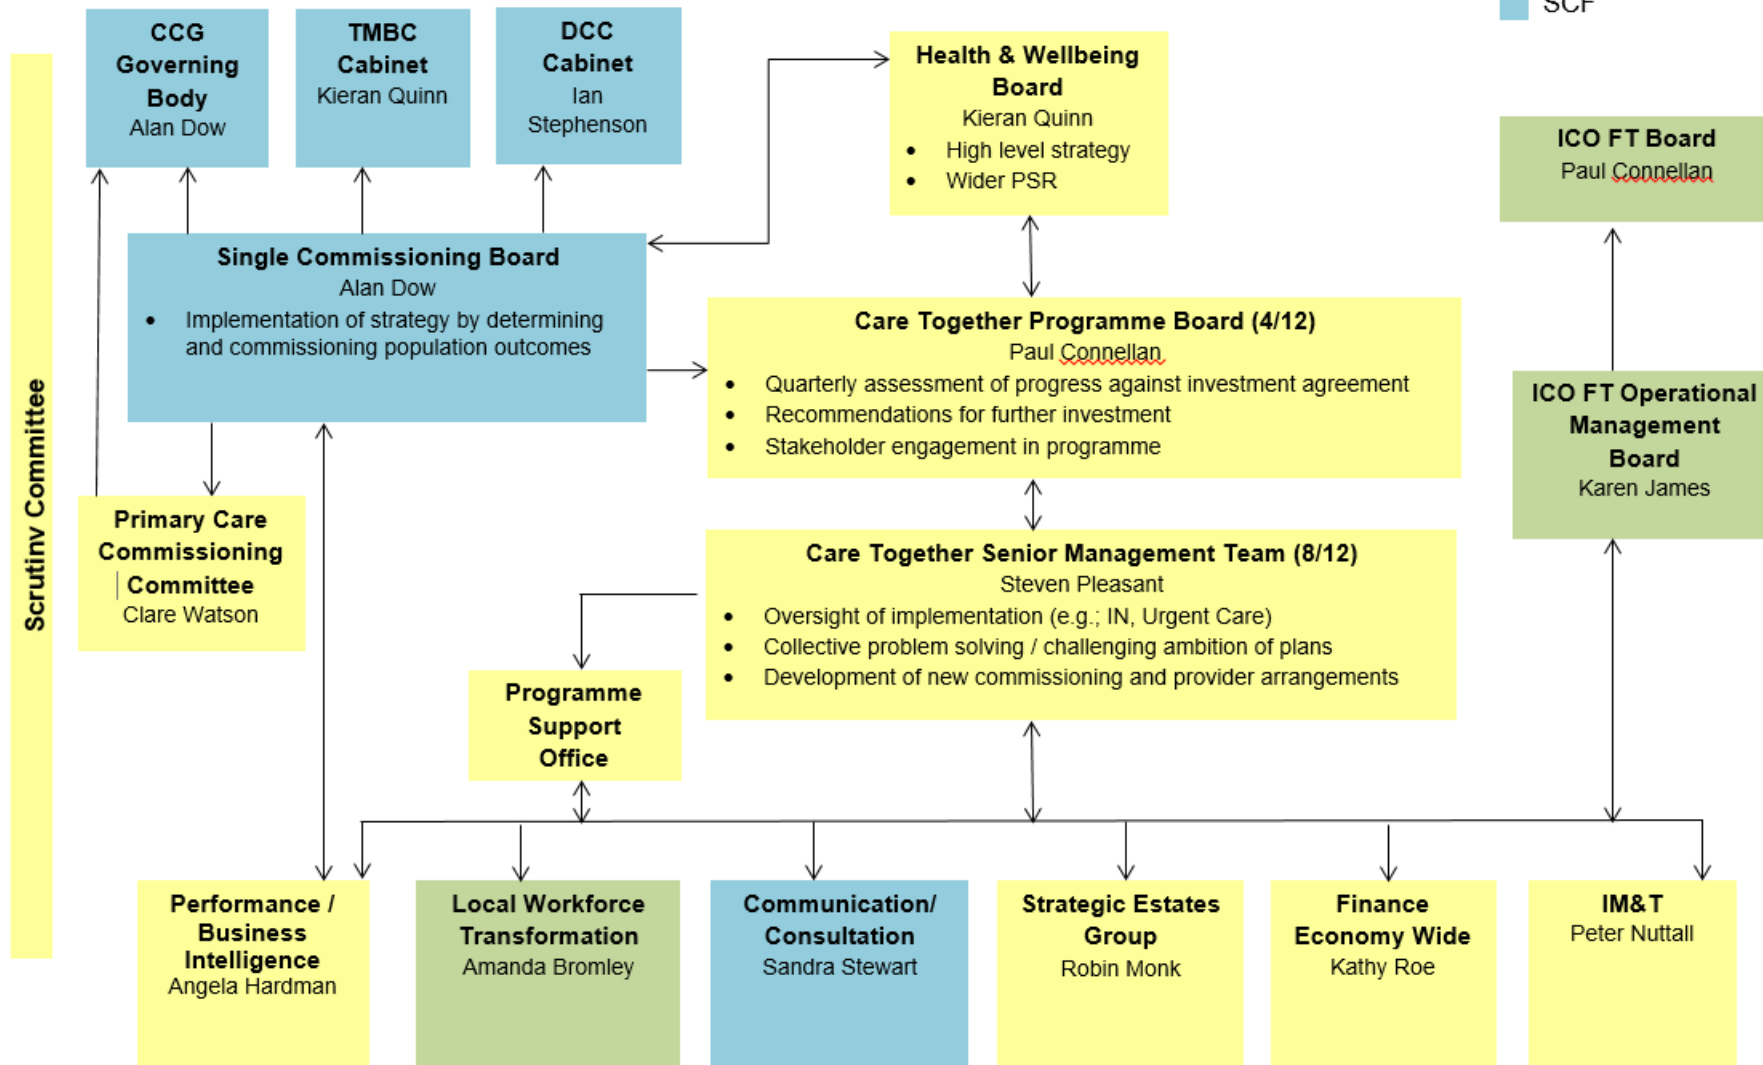 SCF
CCG
Governing
Body
Alan Dow
TMBC
Cabinet
Kieran Quinn
DCC
Cabinet
Ian
Stephenson
Health & Wellbeing
Board
Kieran Quinn
• High level strategy
• Wider PSR
ICO FT Board
Paul Connellan
Scrutiny Committee
Single Commissioning Board
Alan Dow
• Implementation of strategy by determining
and commissioning population outcomes
Care Together Programme Board (4/12)
Paul Connellan
• Quarterly assessment of progress against investment agreement
• Recommendations for further investment
• Stakeholder engagement in programme
ICO FT Operational
Management
Board
Karen James
Primary Care
Commissioning
Committee
Clare Watson
Care Together Senior Management Team (8/12)
Steven Pleasant
• Oversight of implementation (e.g.; IN, Urgent Care)
• Collective problem solving / challenging ambition of plans
• Development of new commissioning and provider arrangements
Programme
Support
Office
Performance /
Business
Intelligence
Angela Hardman
Local Workforce
Transformation
Amanda Bromley
Communication/
Consultation
Sandra Stewart
Strategic Estates
Group
Robin Monk
Finance
Economy Wide
Kathy Roe
IM&T
Peter Nuttall